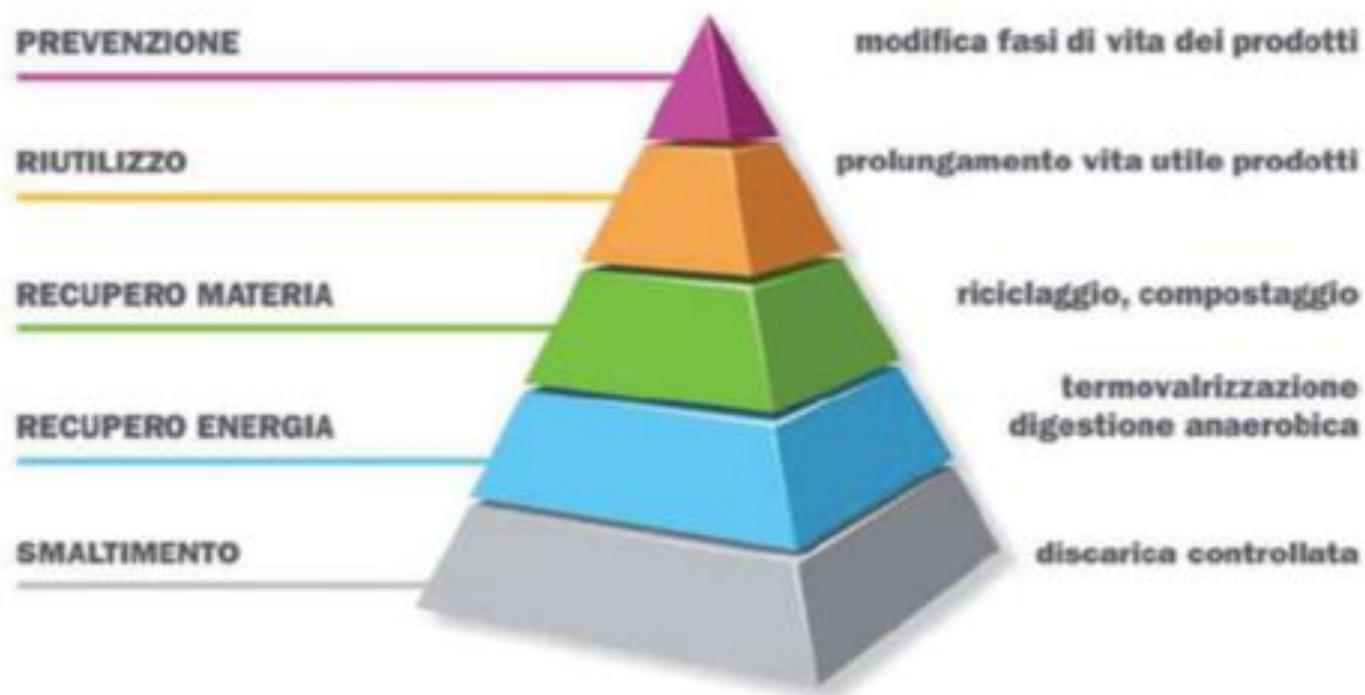 PREVENZIONE
modifica fasi di vita dei prodotti
RIUTILIZZO
prolungamento vita utile prodotti
RECUPERO MATERIA
riciclaggio, compostaggio
RECUPERO ENERGIA
termovalrizzazione
digestione anaerobica
SMALTIMENTO
discarica controllata